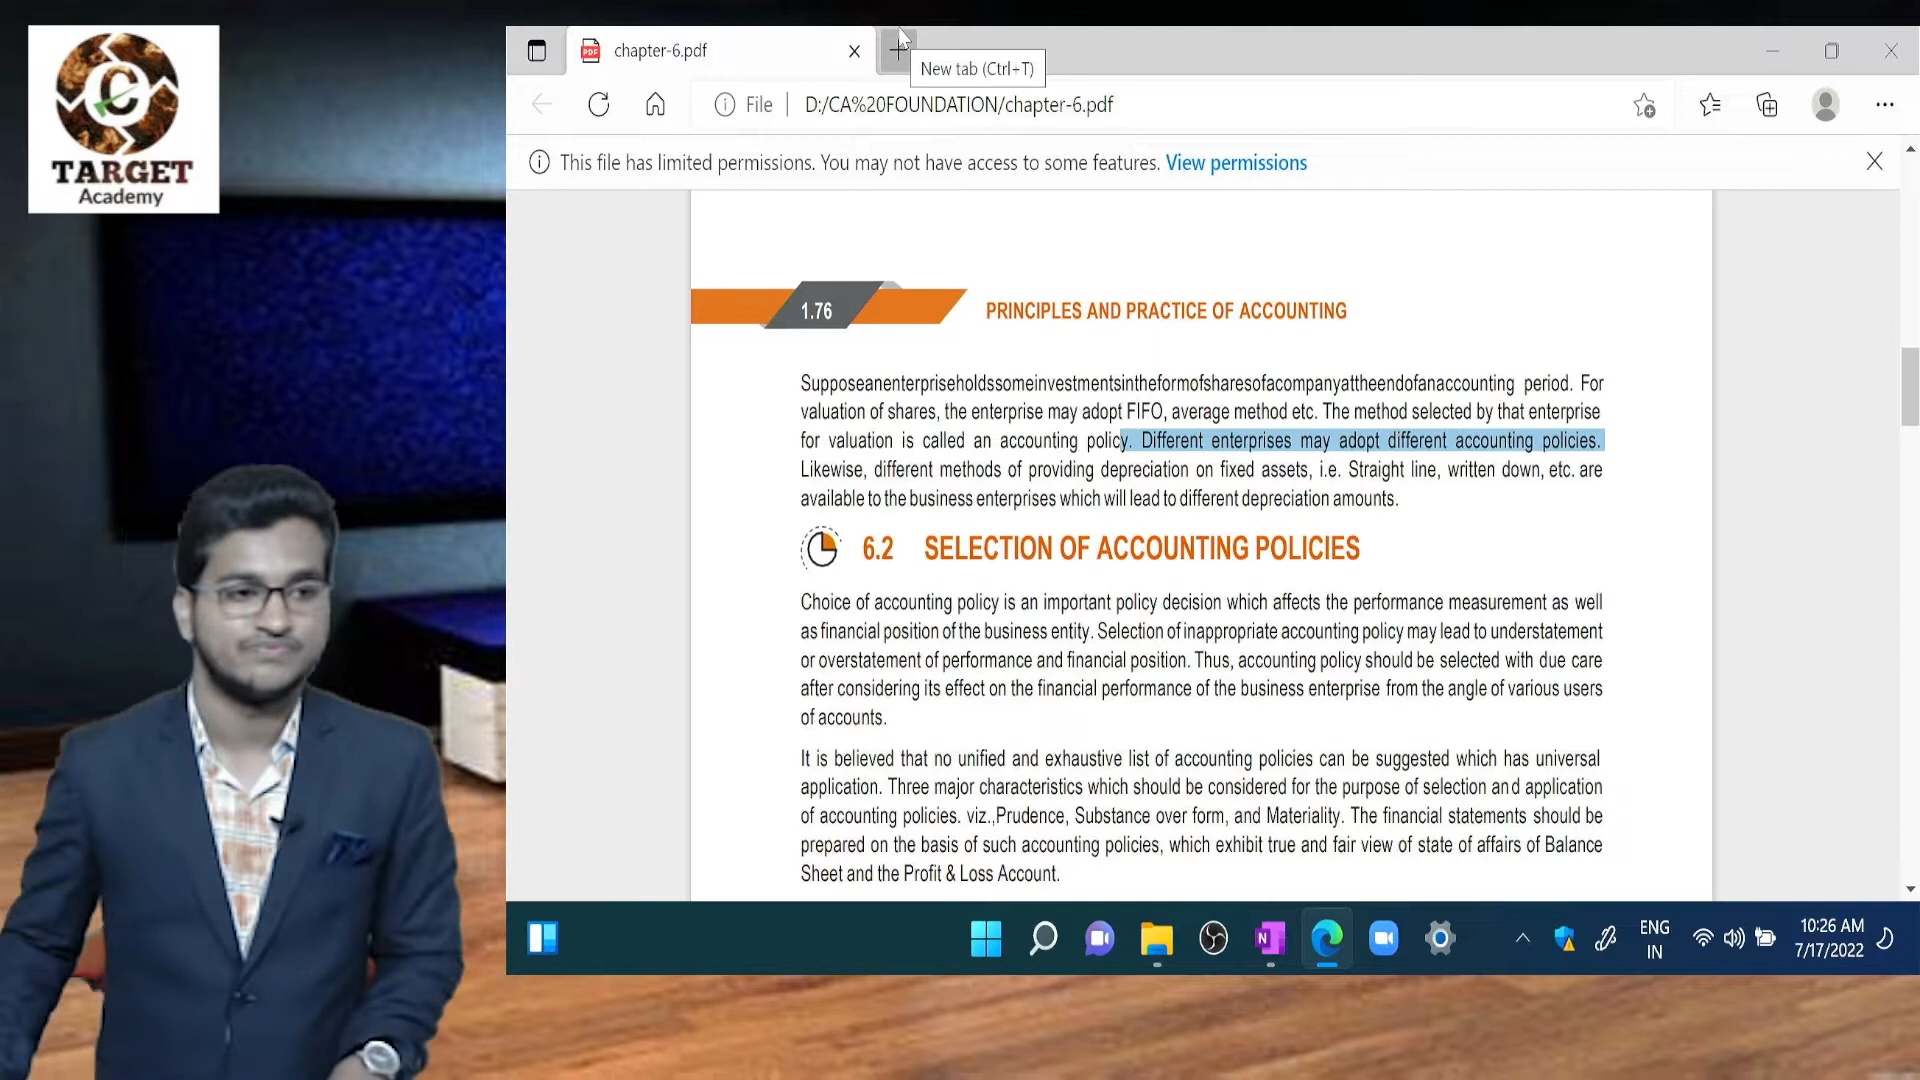 C
TARGET
Academy
chapter-6.pdf
New tab (Ctrl+T)
File
D:/CA%20FOUNDATION/chapter-6.pdf
This file has limited permissions. You may not have access to some features. View permissions
1.76
PRINCIPLES AND PRACTICE OF ACCOUNTING
Supposeanenterpriseholdssomeinvestmentsintheformofsharesofacompanyattheendofanaccounting period. For
valuation of shares, the enterprise may adopt FIFO, average method etc. The method selected by that enterprise
for valuation is called an accounting policy. Different enterprises may adopt different accounting policies.
Likewise, different methods of providing depreciation on fixed assets, i.e. Straight line, written down, etc. are
available to the business enterprises which will lead to different depreciation amounts.
6.2 SELECTION OF ACCOUNTING POLICIES
Choice of accounting policy is an important policy decision which affects the performance measurement as well
as financial position of the business entity. Selection of inappropriate accounting policy may lead to understatement
or overstatement of performance and financial position. Thus, accounting policy should be selected with due care
after considering its effect on the financial performance of the business enterprise from the angle of various users
of accounts.
It is believed that no unified and exhaustive list of accounting policies can be suggested which has universal
application. Three major characteristics which should be considered for the purpose of selection and application
of accounting policies. viz.,Prudence, Substance over form, and Materiality. The financial statements should be
prepared on the basis of such accounting policies, which exhibit true and fair view of state of affairs of Balance
Sheet and the Profit & Loss Account.
ENG
IN
10:26 AM
7/17/2022